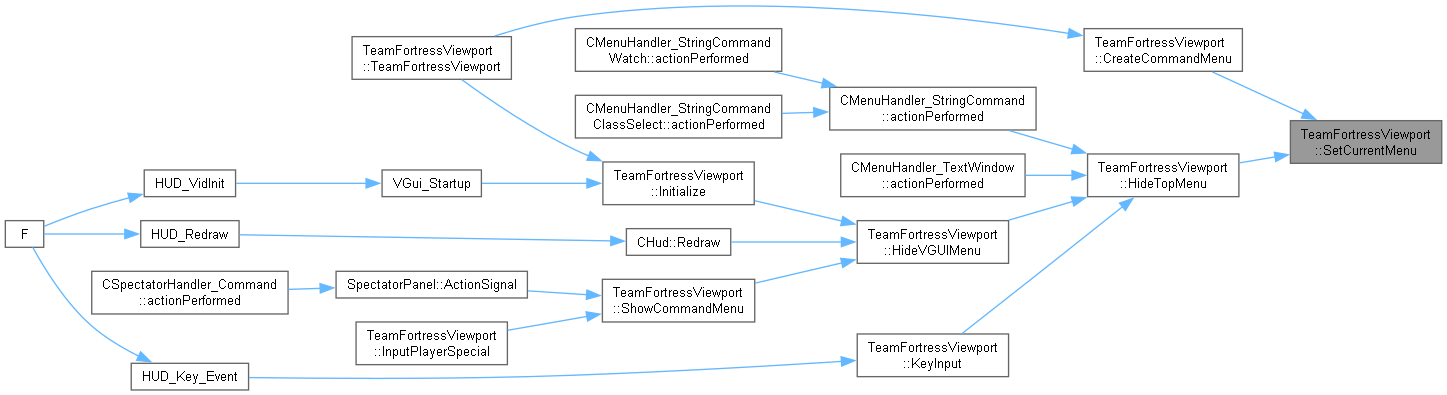 TeamFortressViewport
::TeamFortressViewport
CMenuHandler_StringCommand
Watch::actionPerformed
TeamFortressViewport
::CreateCommandMenu
CMenuHandler_StringCommand
ClassSelect::actionPerformed
CMenuHandler_StringCommand
::actionPerformed
TeamFortressViewport
::SetCurrentMenu
CMenuHandler_TextWindow
::actionPerformed
TeamFortressViewport
::HideTopMenu
HUD_VidInit
VGui_Startup
TeamFortressViewport
::Initialize
F
HUD_Redraw
CHud::Redraw
TeamFortressViewport
::HideVGUIMenu
CSpectatorHandler_Command
::actionPerformed
SpectatorPanel::ActionSignal
TeamFortressViewport
::ShowCommandMenu
TeamFortressViewport
::InputPlayerSpecial
TeamFortressViewport
::KeyInput
HUD_Key_Event